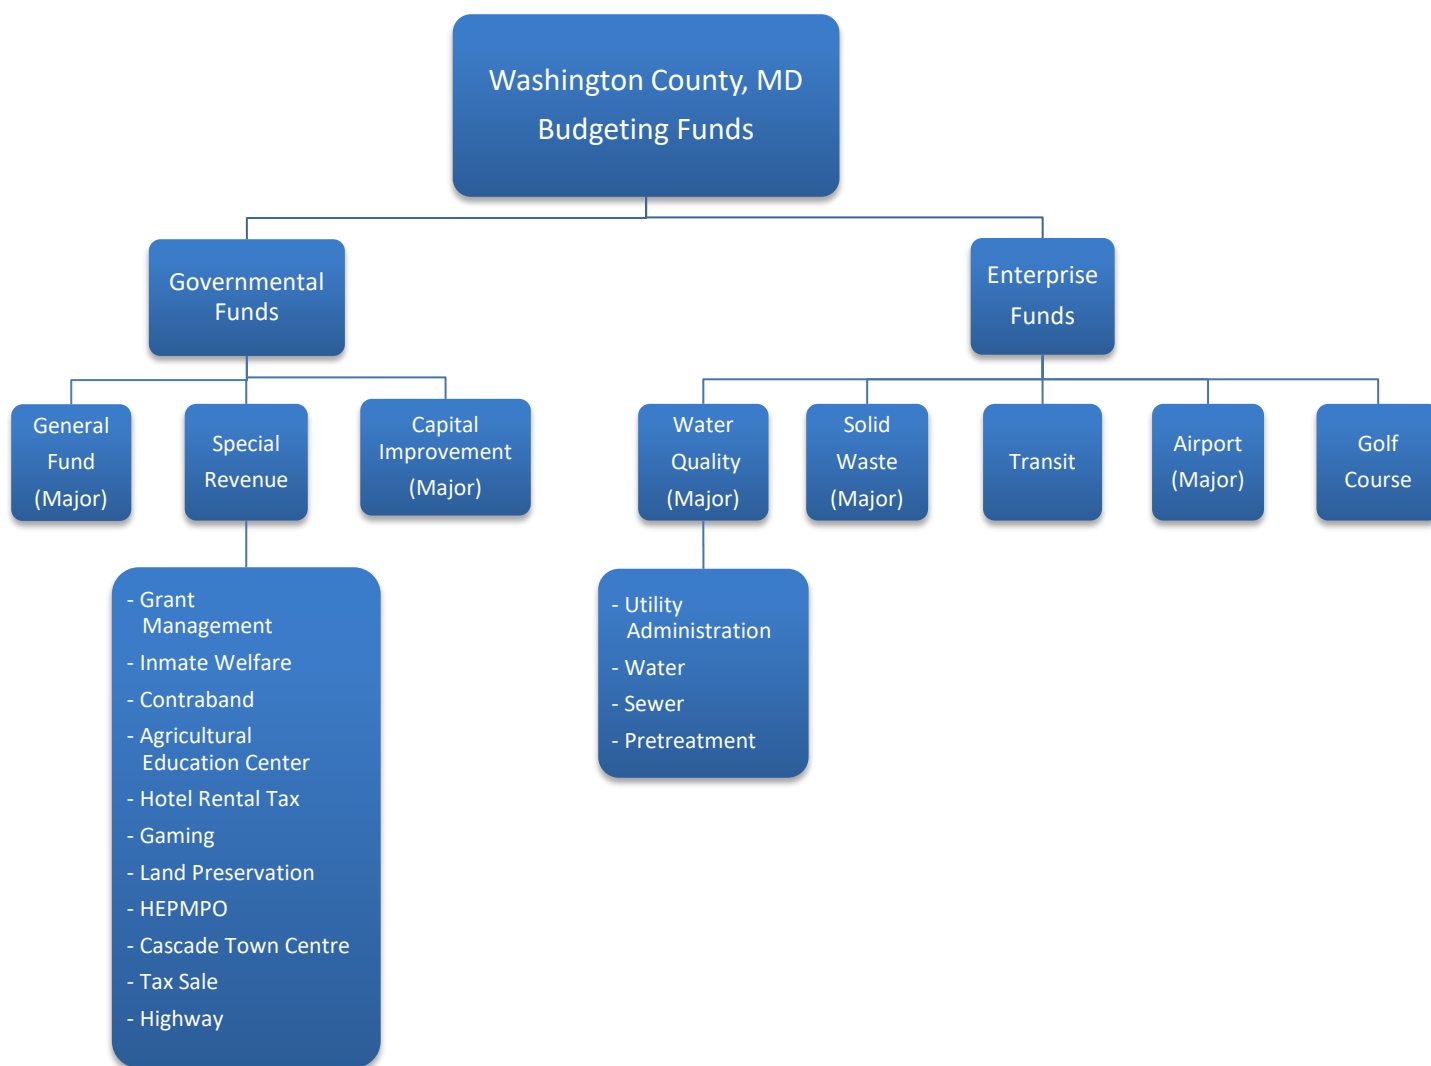 Washington County, MD
Budgeting Funds
Governmental
Funds
Enterprise
Funds
General
Fund
(Major)
Special
Revenue
Capital
Improvement
(Major)
Water
Quality
(Major)
Solid
Waste
(Major)
Transit
Airport
(Major)
Golf
Course
- Grant
Management
- Inmate Welfare
- Contraband
- Agricultural
Education Center
- Hotel Rental Tax
- Gaming
- Land Preservation
- HEPMPO
- Cascade Town Centre
- Tax Sale
- Highway
- Utility
Administration
- Water
- Sewer
- Pretreatment